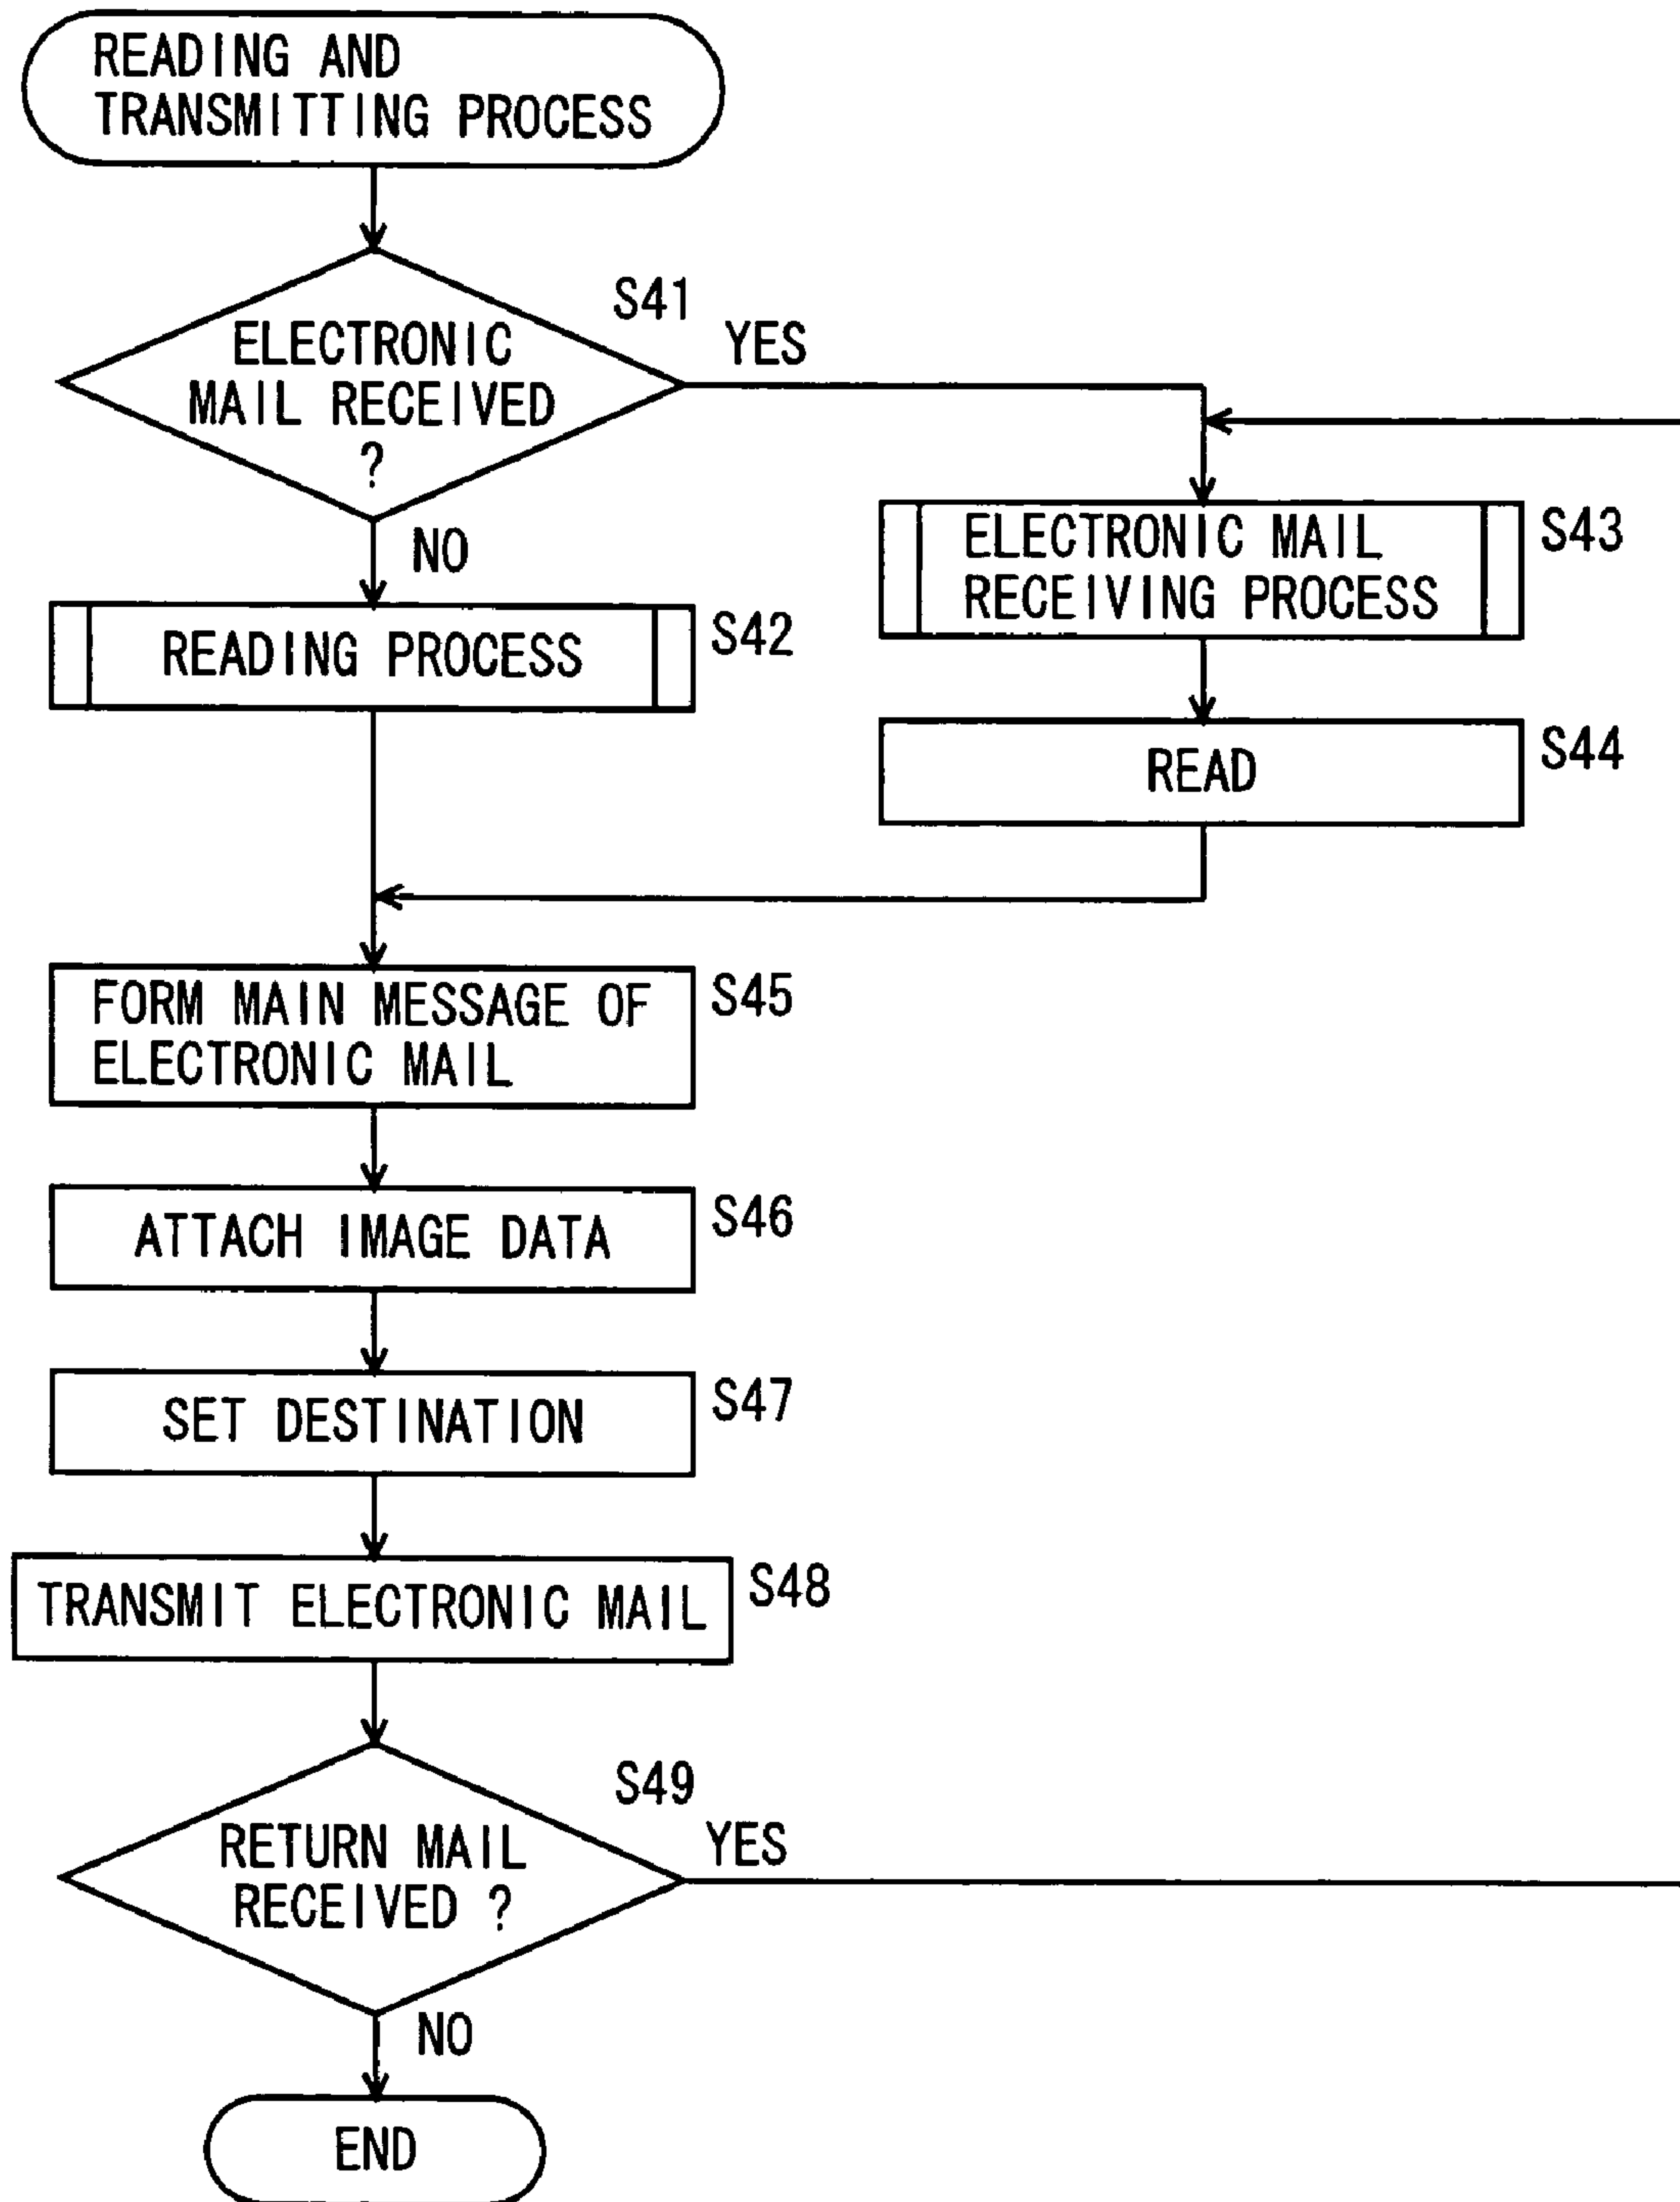 READING AND
TRANSMITTING PROCESS
S41
ELECTRONIC
MAIL RECEIVED
?
YES
NO
S42
READING PROCESS
S43
ELECTRONIC MAIL
RECEIVING PROCESS
S44
READ
S45
FORM MAIN MESSAGE OF
ELECTRONIC MAIL
S46
ATTACH IMAGE DATA
S47
SET DESTINATION
S48
TRANSMIT ELECTRONIC MAIL
S49
RETURN MAIL
RECEIVED ?
YES
NO
END